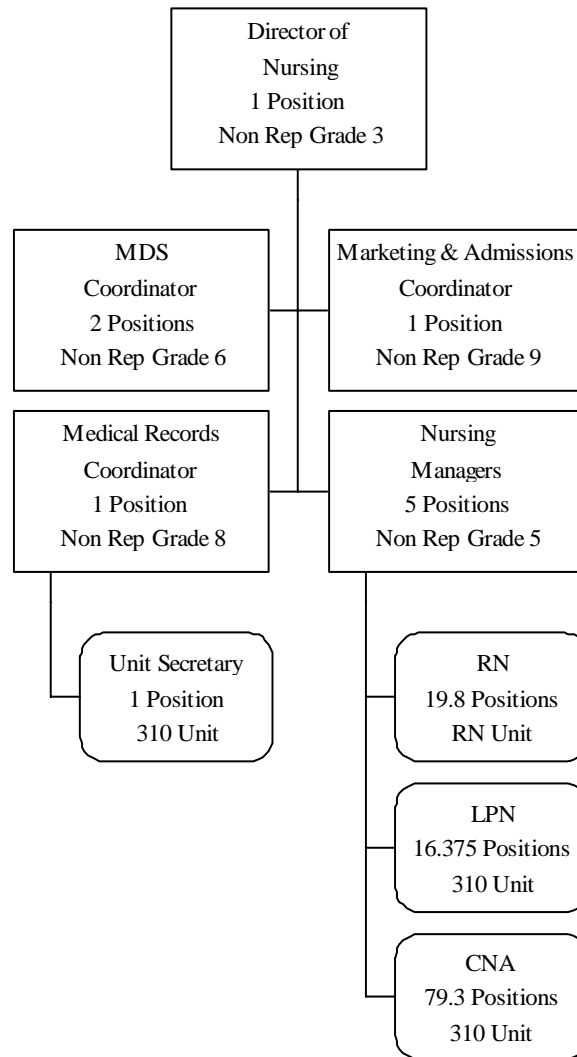 Director of
Nursing
1 Position
Non Rep Grade 3
MDS
Coordinator
2 Positions
Non Rep Grade 6
Marketing & Admissions
Coordinator
1 Position
Non Rep Grade 9
Medical Records
Coordinator
1 Position
Non Rep Grade 8
Nursing
Managers
5 Positions
Non Rep Grade 5
Unit Secretary
1 Position
310 Unit
RN
19.8 Positions
RN Unit
LPN
16.375 Positions
310 Unit
CNA
79.3 Positions
310 Unit